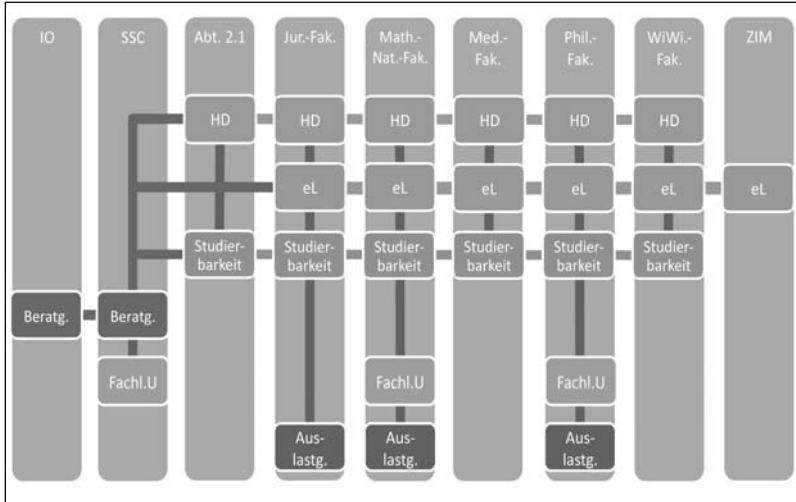 IO
SSC
Abt. 2.1
Jur.-Fak.
Math.-
Nat.-Fak.
Med.-
Fak.
Phil.-
Fak.
WiWi.-
Fak.
ZIM
HD
HD
HD
HD
HD
HD
eL
eL
eL
eL
eL
eL
Studier-
barkeit
Studier-
barkeit
Studier-
barkeit
Studier-
barkeit
Studier-
barkeit
Studier-
barkeit
Beratg.
Beratg.
Fachl.U
Fachl.U
Fachl.U
Aus-
lastg.
Aus-
lastg.
Aus-
lastg.